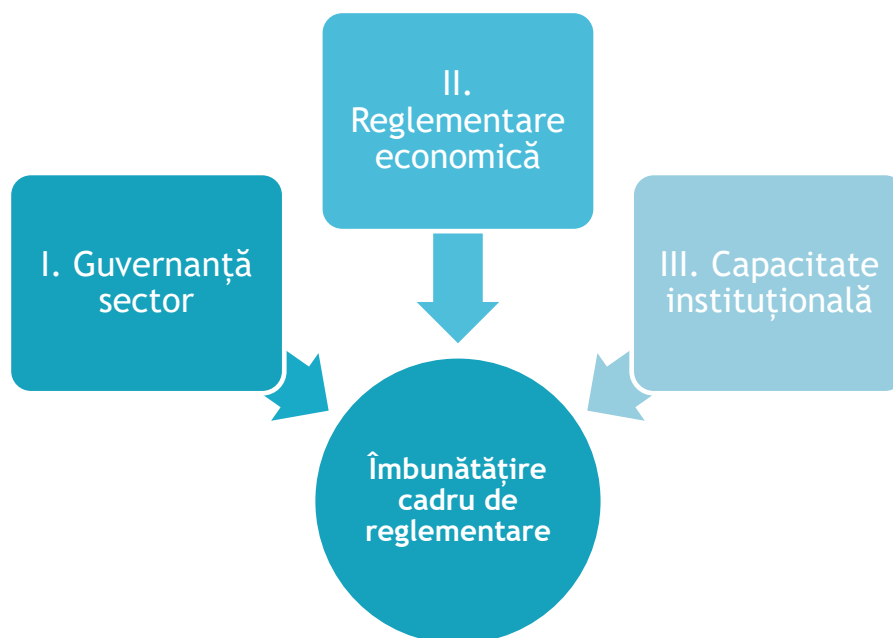 I. Guvernanță
sector
II.
Reglementare
economică
III. Capacitate
instituțională
Îmbunătățire
cadru de
reglementare